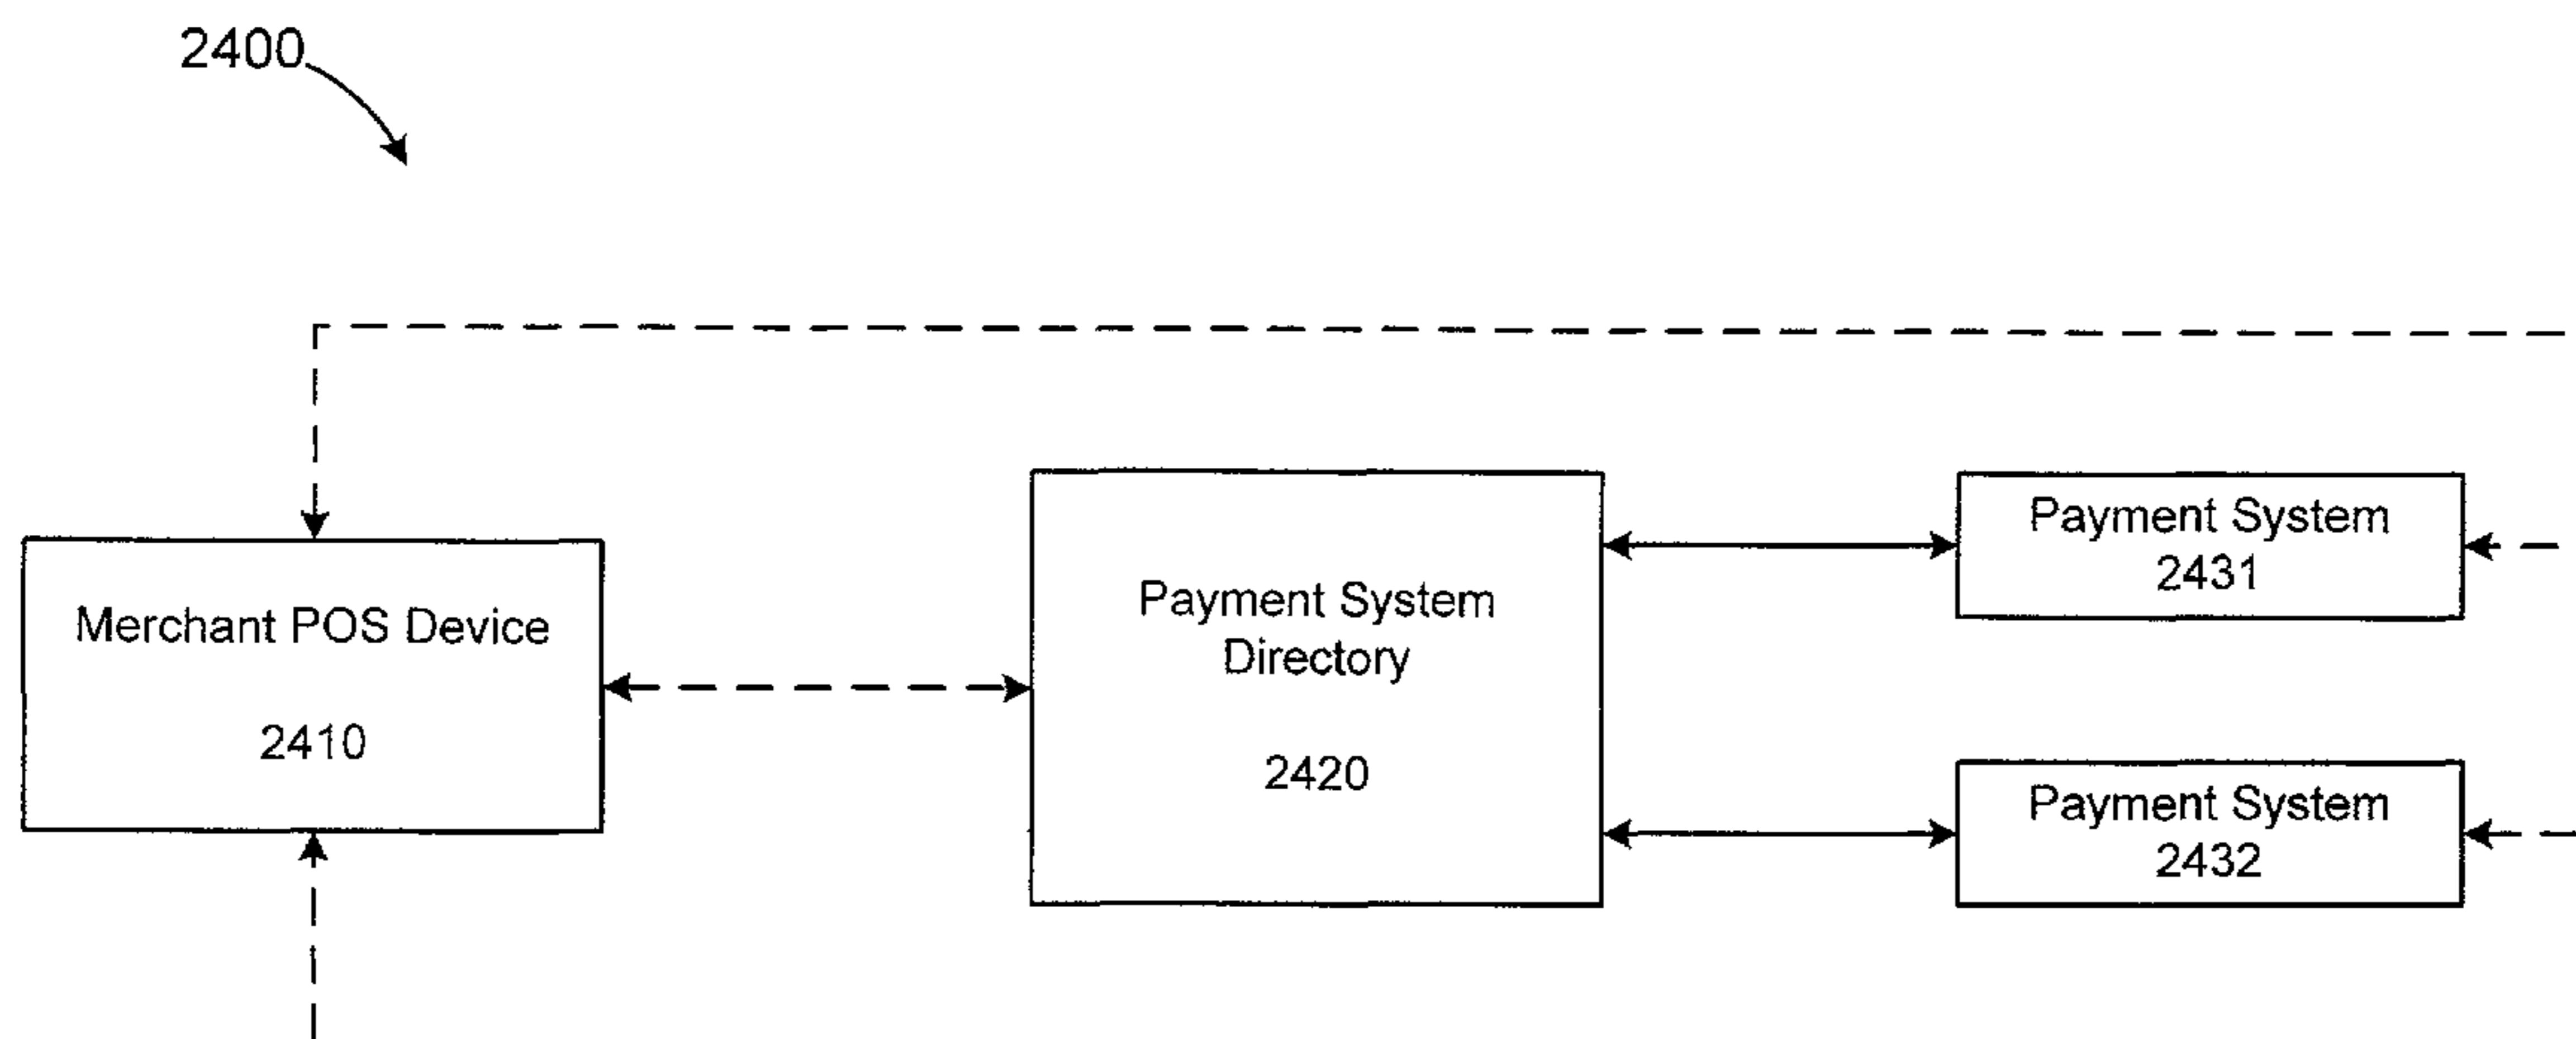 2400
Merchant POS Device
2410
Payment System
Directory
2420
Payment System
2431
Payment System
2432